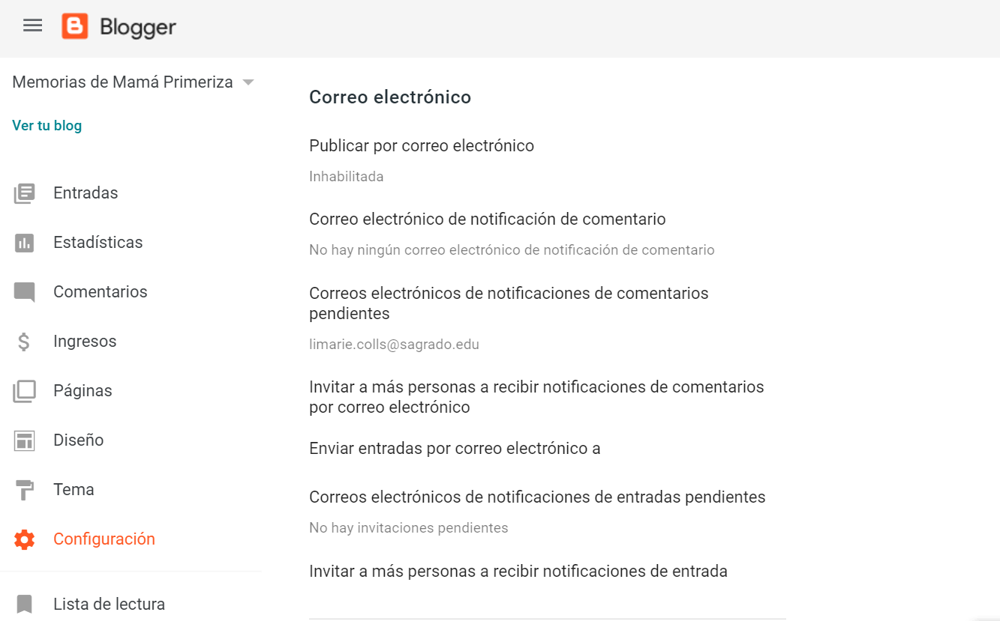 Blogger
Memorias de Mamá Primeriza
Ver tu blog
Entradas
Estadísticas
Comentarios
Ingresos
Páginas
Diseño
Tema
Configuración
Lista de lectura
Correo electrónico
Publicar por correo electrónico
Inhabilitada
Correo electrónico de notificación de comentario
No hay ningún correo electrónico de notificación de comentario
Correos electrónicos de notificaciones de comentarios
pendientes
limarie.colls@sagrado.edu
Invitar a más personas a recibir notificaciones de comentarios
por correo electrónico
Enviar entradas por correo electrónico a
Correos electrónicos de notificaciones de entradas pendientes
No hay invitaciones pendientes
Invitar a más personas a recibir notificaciones de entrada